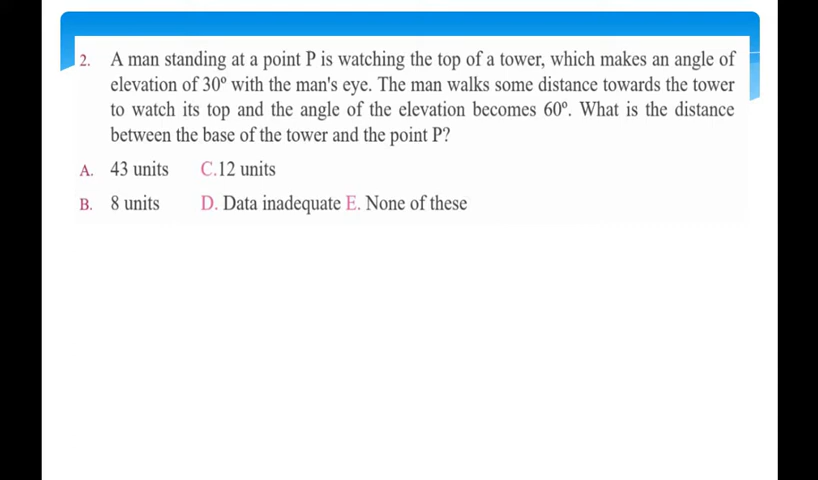 2. A man standing at a point P is watching the top of a tower, which makes an angle of
elevation of 30º with the man's eye. The man walks some distance towards the tower
to watch its top and the angle of the elevation becomes 60º. What is the distance
between the base of the tower and the point P?
A. 43 units C.12 units
B. 8 units D. Data inadequate E. None of these